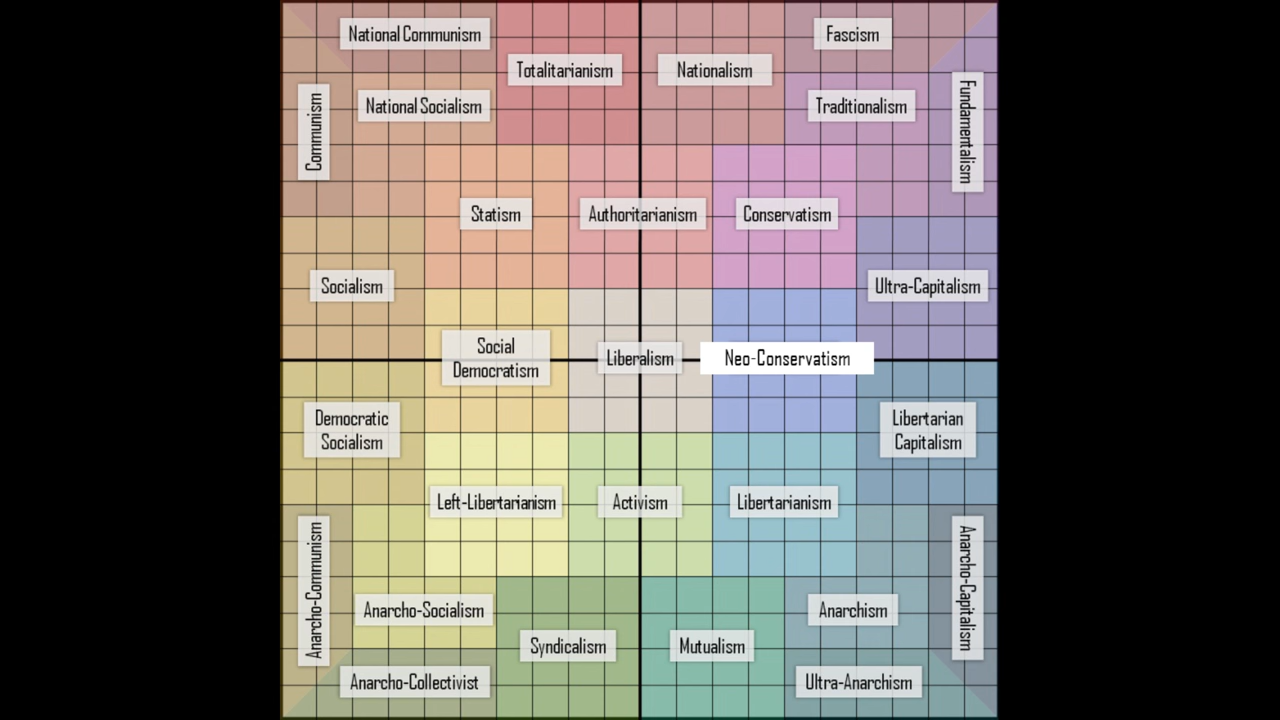 National Communism
Fascism
Totalitarianism
Nationalism
National Socialism
Traditionalism
Communism
Fundamentalism
Statism
Authoritarianism
Conservatism
Socialism
Ultra-Capitalism
Social
Democratism
Liberalism
Neo-Conservatism
Democratic
Socialism
Libertarian
Capitalism
Left-Libertarianism
Activism
Libertarianism
Anarcho-Communism
Anarcho-Capitalism
Anarcho-Socialism
Anarchism
Syndicalism
Mutualism
Anarcho-Collectivist
Ultra-Anarchism